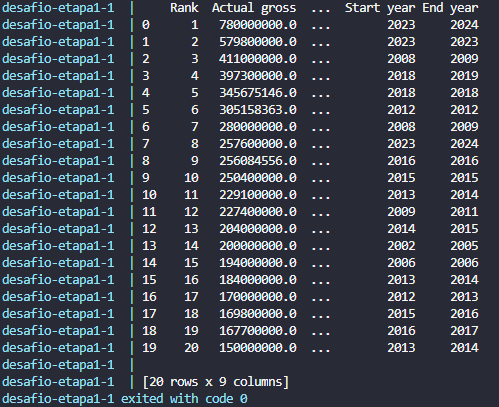 desafio-etapa1-1  |     Rank  Actual gross  ...  Start year End year
desafio-etapa1-1  | 0      1   780000000.0  ...        2023     2024
desafio-etapa1-1  | 1      2   579800000.0  ...        2023     2023
desafio-etapa1-1  | 2      3   411000000.0  ...        2008     2009
desafio-etapa1-1  | 3      4   397300000.0  ...        2018     2019
desafio-etapa1-1  | 4      5   345675146.0  ...        2018     2018
desafio-etapa1-1  | 5      6   305158363.0  ...        2012     2012
desafio-etapa1-1  | 6      7   280000000.0  ...        2008     2009
desafio-etapa1-1  | 7      8   257600000.0  ...        2023     2024
desafio-etapa1-1  | 8      9   256084556.0  ...        2016     2016
desafio-etapa1-1  | 9     10   250400000.0  ...        2015     2015
desafio-etapa1-1  | 10    11   229100000.0  ...        2013     2014
desafio-etapa1-1  | 11    12   227400000.0  ...        2009     2011
desafio-etapa1-1  | 12    13   204000000.0  ...        2014     2015
desafio-etapa1-1  | 13    14   200000000.0  ...        2002     2005
desafio-etapa1-1  | 14    15   194000000.0  ...        2006     2006
desafio-etapa1-1  | 15    16   184000000.0  ...        2013     2014
desafio-etapa1-1  | 16    17   170000000.0  ...        2012     2013
desafio-etapa1-1  | 17    18   169800000.0  ...        2015     2016
desafio-etapa1-1  | 18    19   167700000.0  ...        2016     2017
desafio-etapa1-1  | 19    20   150000000.0  ...        2013     2014
desafio-etapa1-1  |
desafio-etapa1-1  | [20 rows x 9 columns]
desafio-etapa1-1 exited with code 0